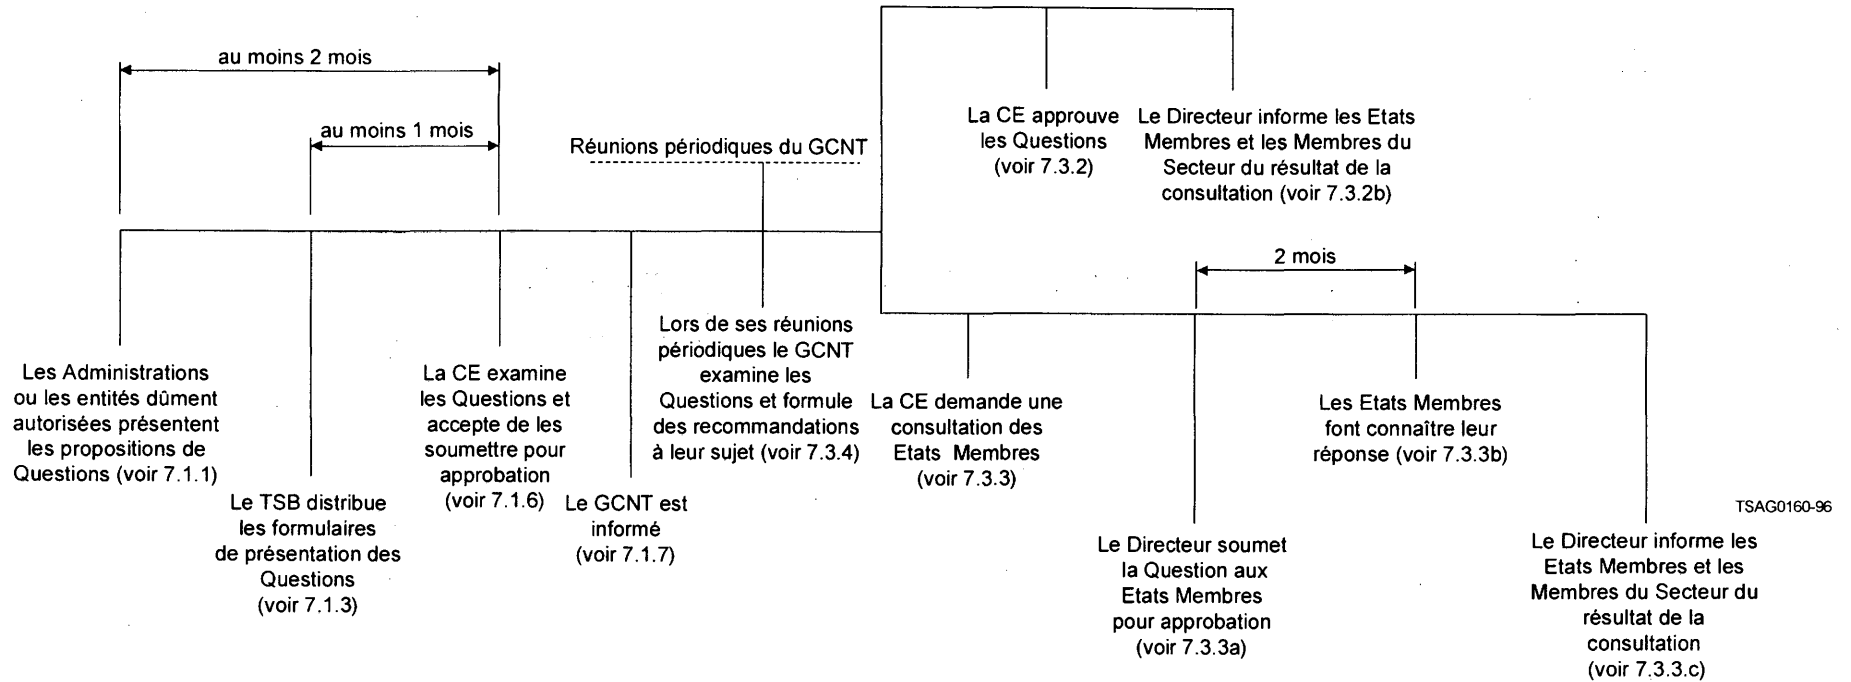 au moins 2 mois
au moins 1 mois
Réunions périodiques du GCNT
La CE approuve
les Questions
(voir 7.3.2)
Le Directeur informe les Etats
Membres et les Membres du
Secteur du résultat de la
consultation (voir 7.3.2b)
2 mois
Les Administrations
ou les entités dûment
autorisées présentent
les propositions de
Questions (voir 7.1.1)
Le TSB distribue
les formulaires
de présentation des
Questions
(voir 7.1.3)
La CE examine
les Questions et
accepte de les
soumettre pour
approbation
(voir 7.1.6)
Le GCNT est
informé
(voir 7.1.7)
Lors de ses réunions
périodiques le GCNT
examine les
Questions et formule
des recommandations
à leur sujet (voir 7.3.4)
La CE demande une
consultation des
Etats Membres
(voir 7.3.3)
Le Directeur soumet
la Question aux
Etats Membres
pour approbation
(voir 7.3.3a)
Les Etats Membres
font connaître leur
réponse (voir 7.3.3b)
TSAG0160-96
Le Directeur informe les
Etats Membres et les
Membres du Secteur du
résultat de la
consultation
(voir 7.3.3.c)